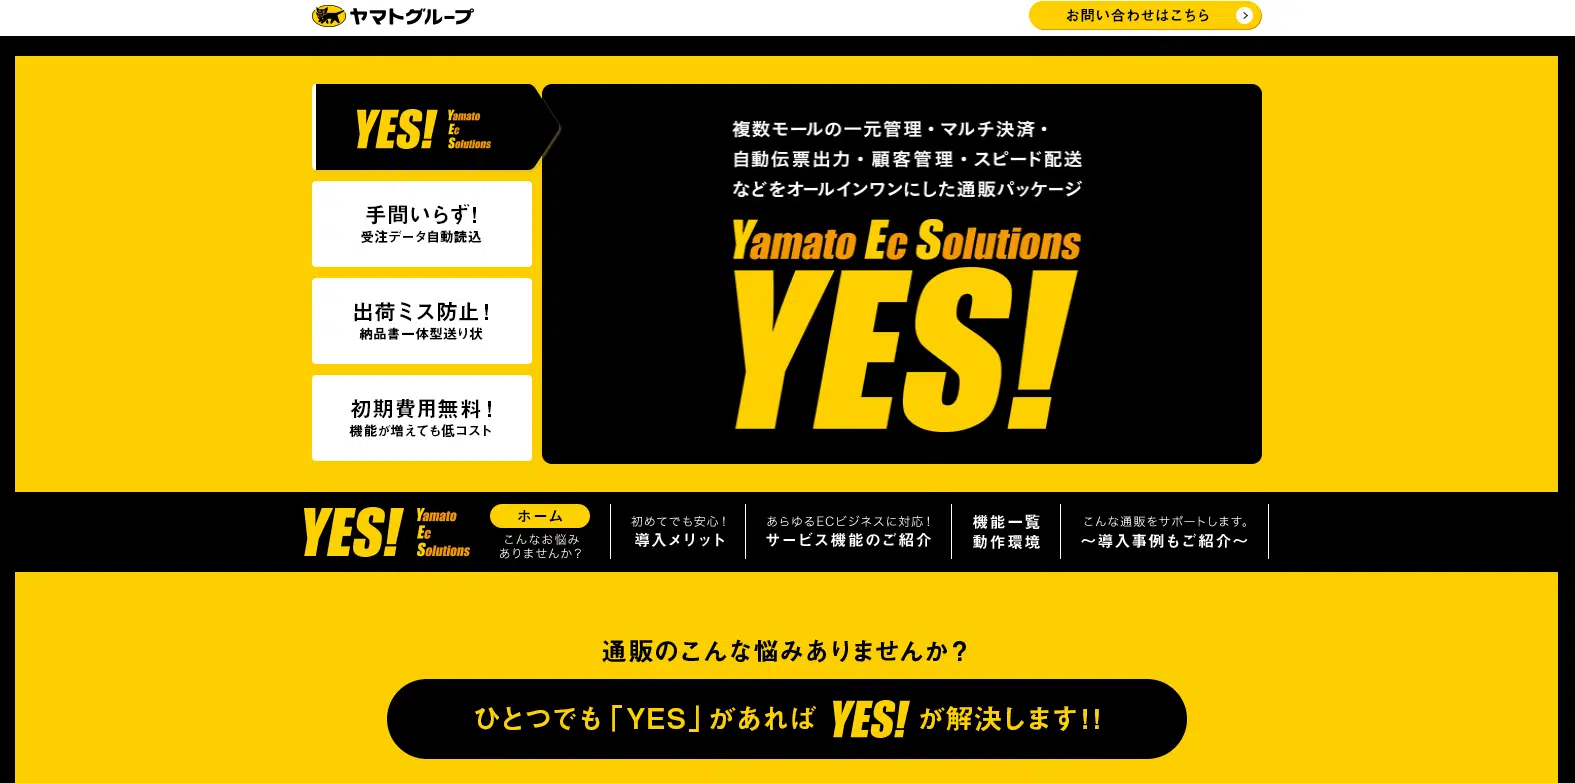 ヤマトグループ
お問い合わせはこちら
YES! Yamato
Ec
Solutions
手間いらず!
受注データ自動読込
出荷ミス防止!
納品書一体型送り状
初期費用無料!
機能が増えても低コスト
複数モールの一元管理・マルチ決済・
自動伝票出力・顧客管理・スピード配送
などをオールインワンにした通販パッケージ
Yamato Ec Solutions
YES!
YES! Yamato
Ec
Solutions
ホーム
こんなお悩み
ありませんか?
初めてでも安心!
導入メリット
あらゆるECビジネスに対応!
サービス機能のご紹介
機能一覧
動作環境
こんな通販をサポートします。
〜導入事例もご紹介〜
通販のこんな悩みありませんか?
ひとつでも「YES」があれば YES! が解決します!!